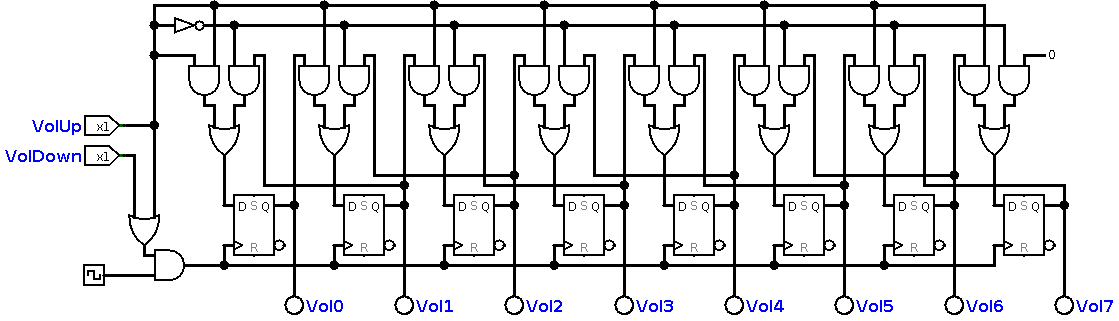 0
VolUp x1
VolDown x1
D S Q D S Q D S Q D S Q D S Q D S Q D S Q D S Q
R R R R R R R R
Vol0 Vol1 Vol2 Vol3 Vol4 Vol5 Vol6 Vol7